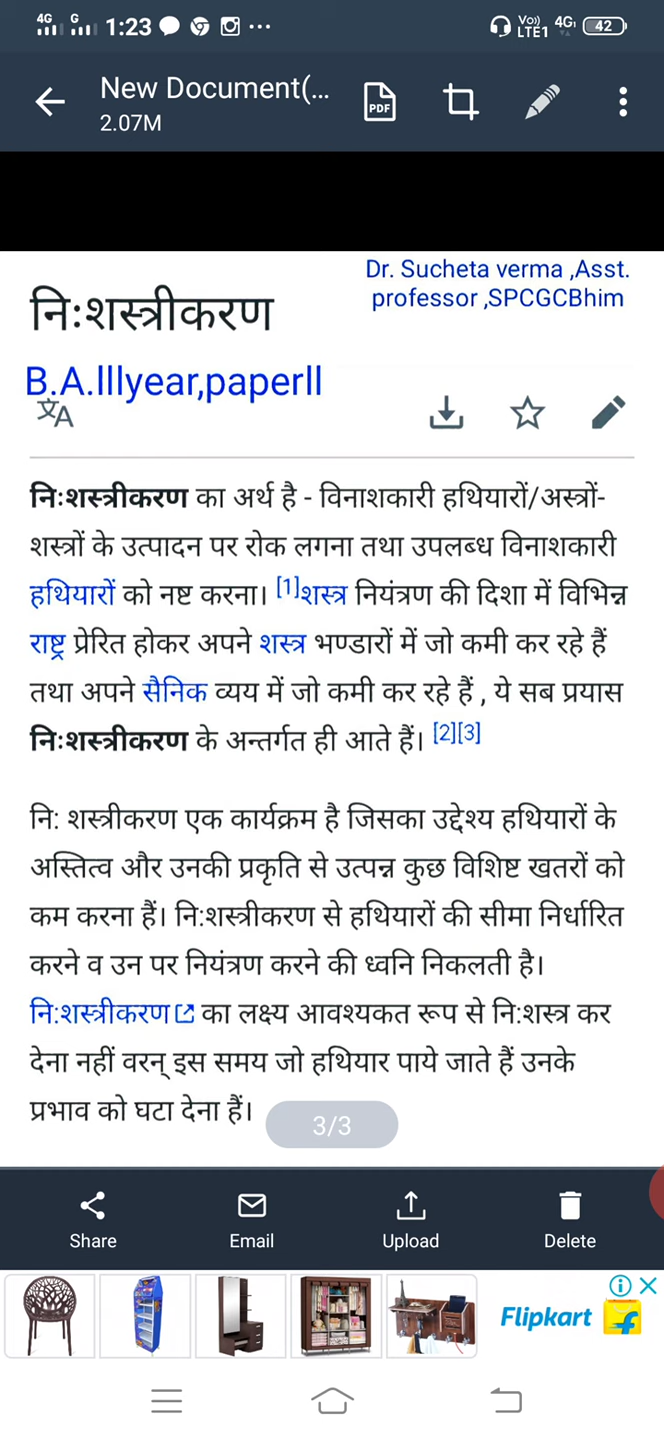 4G G 1:23 ... Vo)) LTE1 4G 42
New Document(...
2.07M
PDF
Dr. Sucheta verma ,Asst.
professor ,SPCGCBhim
नि:शस्त्रीकरण
B.A.lllyear,paperll
文A
नि:शस्त्रीकरण का अर्थ है - विनाशकारी हथियारों/अस्त्रों-
शस्त्रों के उत्पादन पर रोक लगना तथा उपलब्ध विनाशकारी
हथियारों को नष्ट करना। [1]शस्त्र नियंत्रण की दिशा में विभिन्न
राष्ट्र प्रेरित होकर अपने शस्त्र भण्डारों में जो कमी कर रहे हैं
तथा अपने सैनिक व्यय में जो कमी कर रहे हैं , ये सब प्रयास
नि:शस्त्रीकरण के अन्तर्गत ही आते हैं। [2][3]
नि: शस्त्रीकरण एक कार्यक्रम है जिसका उद्देश्य हथियारों के
अस्तित्व और उनकी प्रकृति से उत्पन्न कुछ विशिष्ट खतरों को
कम करना हैं। नि:शस्त्रीकरण से हथियारों की सीमा निर्धारित
करने व उन पर नियंत्रण करने की ध्वनि निकलती है।
नि:शस्त्रीकरण का लक्ष्य आवश्यकत रूप से नि:शस्त्र कर
देना नहीं वरन् इस समय जो हथियार पाये जाते हैं उनके
प्रभाव को घटा देना हैं।
3/3
Share Email Upload Delete
Flipkart